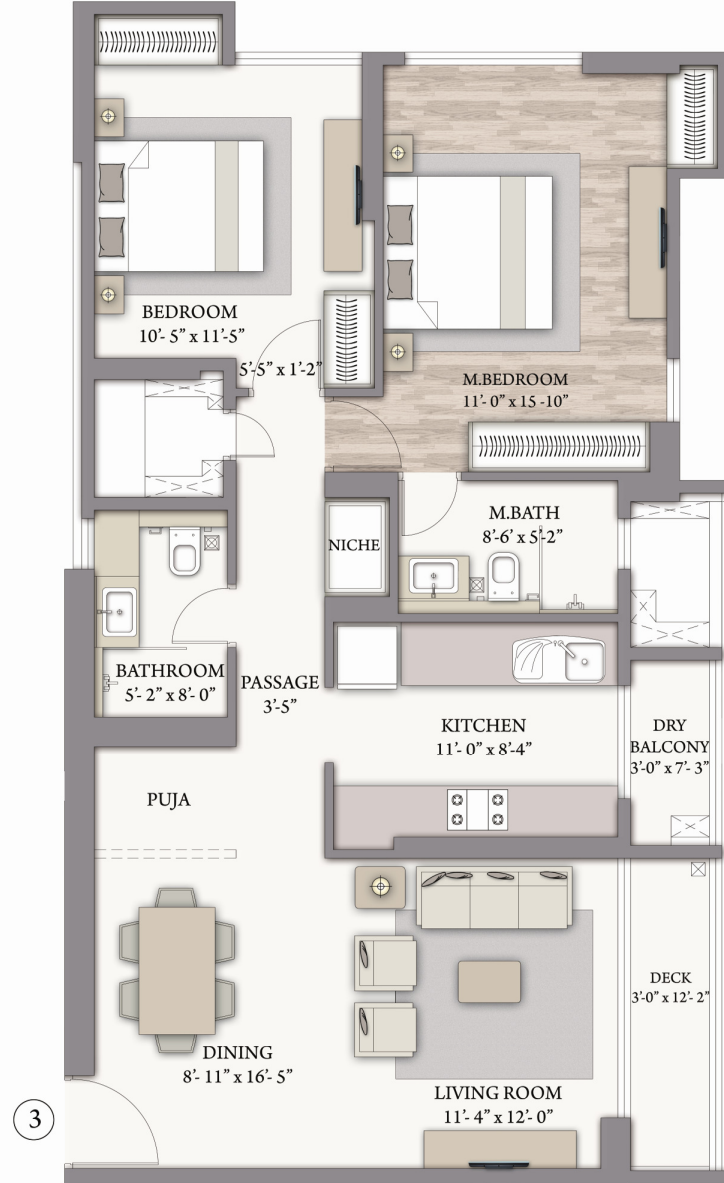 BEDROOM
10'- 5” x 11'-5”
5'-5” x 1'-2”
M.BEDROOM
11'- 0” x 15 -10”
M.BATH
8'-6' x 5'-2”
NICHE
BATHROOM
5'- 2” x 8'- 0”
PASSAGE
3'-5”
KITCHEN
11'- 0” x 8'-4”
DRY
BALCONY
3'-0” x 7'- 3”
PUJA
DECK
3'-0” x 12'- 2”
DINING
8'- 11” x 16'- 5”
LIVING ROOM
11'- 4” x 12'- 0”
3